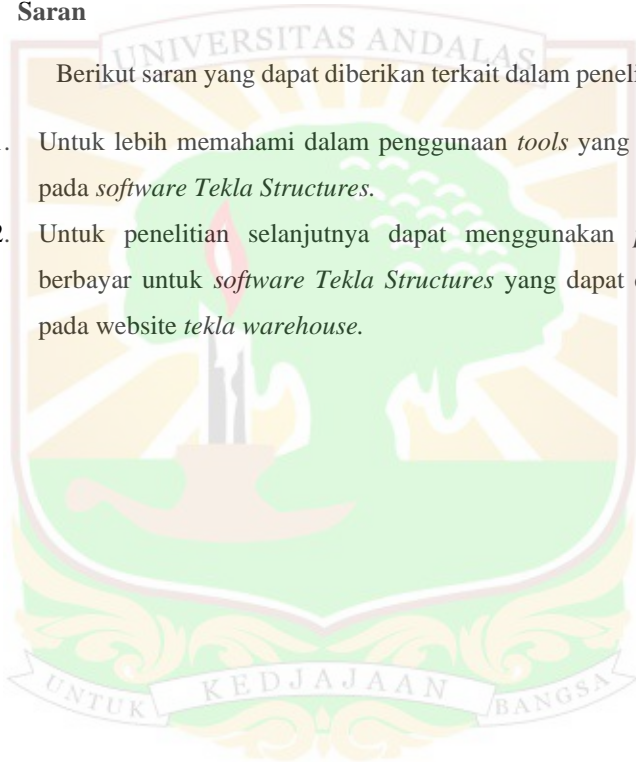 Saran
UNIVERSITAS ANDALAS
Berikut saran yang dapat diberikan terkait dalam
Untuk lebih memahami dalam penggunaan tools yang
pada software Tekla Structures.
2. Untuk penelitian selanjutnya dapat menggunakan
berbayar untuk software Tekla Structures yang dapat
pada website tekla warehouse.
UNTUK KEDJAJAAN BANGSA